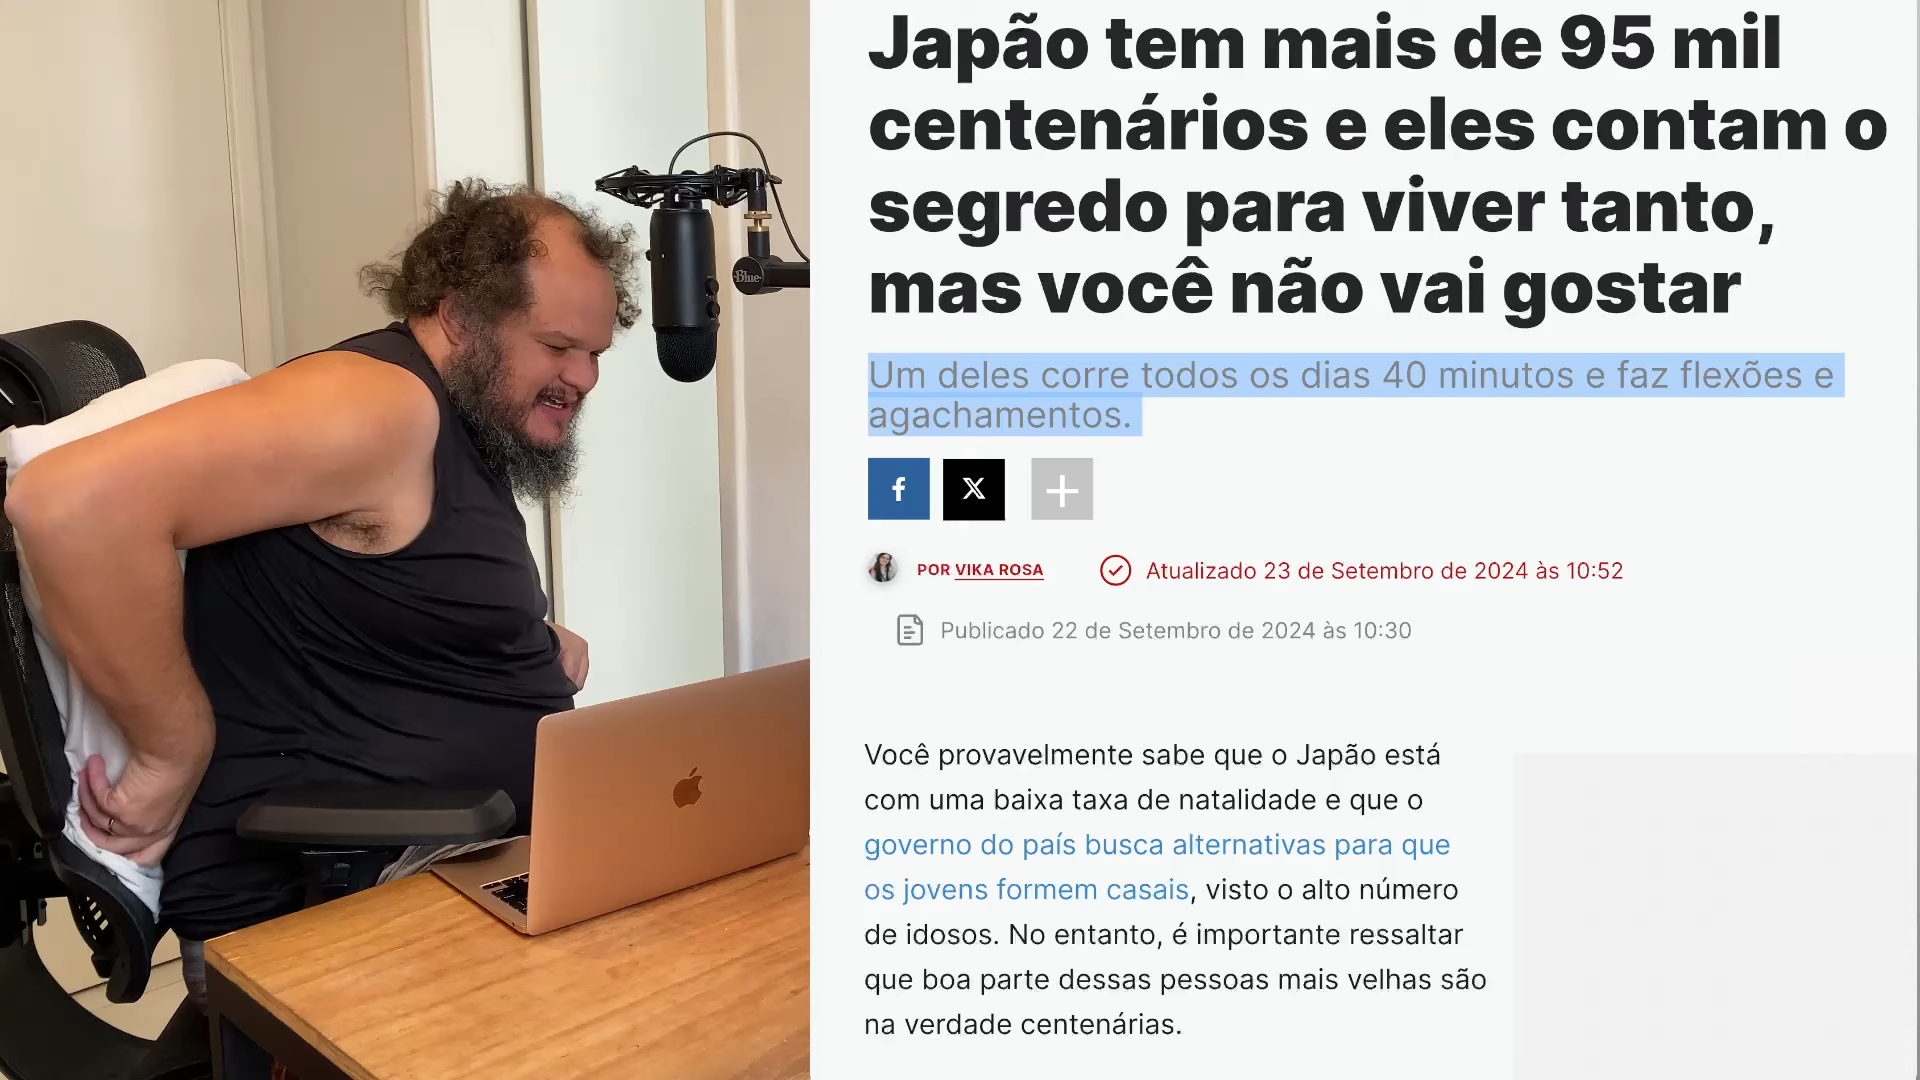 Japão tem mais de 95 mil
centenários e eles contam o
segredo para viver tanto,
mas você não vai gostar
Um deles corre todos os dias 40 minutos e faz flexões e
agachamentos.
POR VIKA ROSA
Atualizado 23 de Setembro de 2024 às 10:52
Publicado 22 de Setembro de 2024 às 10:30
Você provavelmente sabe que o Japão está
com uma baixa taxa de natalidade e que o
governo do país busca alternativas para que
os jovens formem casais, visto o alto número
de idosos. No entanto, é importante ressaltar
que boa parte dessas pessoas mais velhas são
na verdade centenárias.
Blue